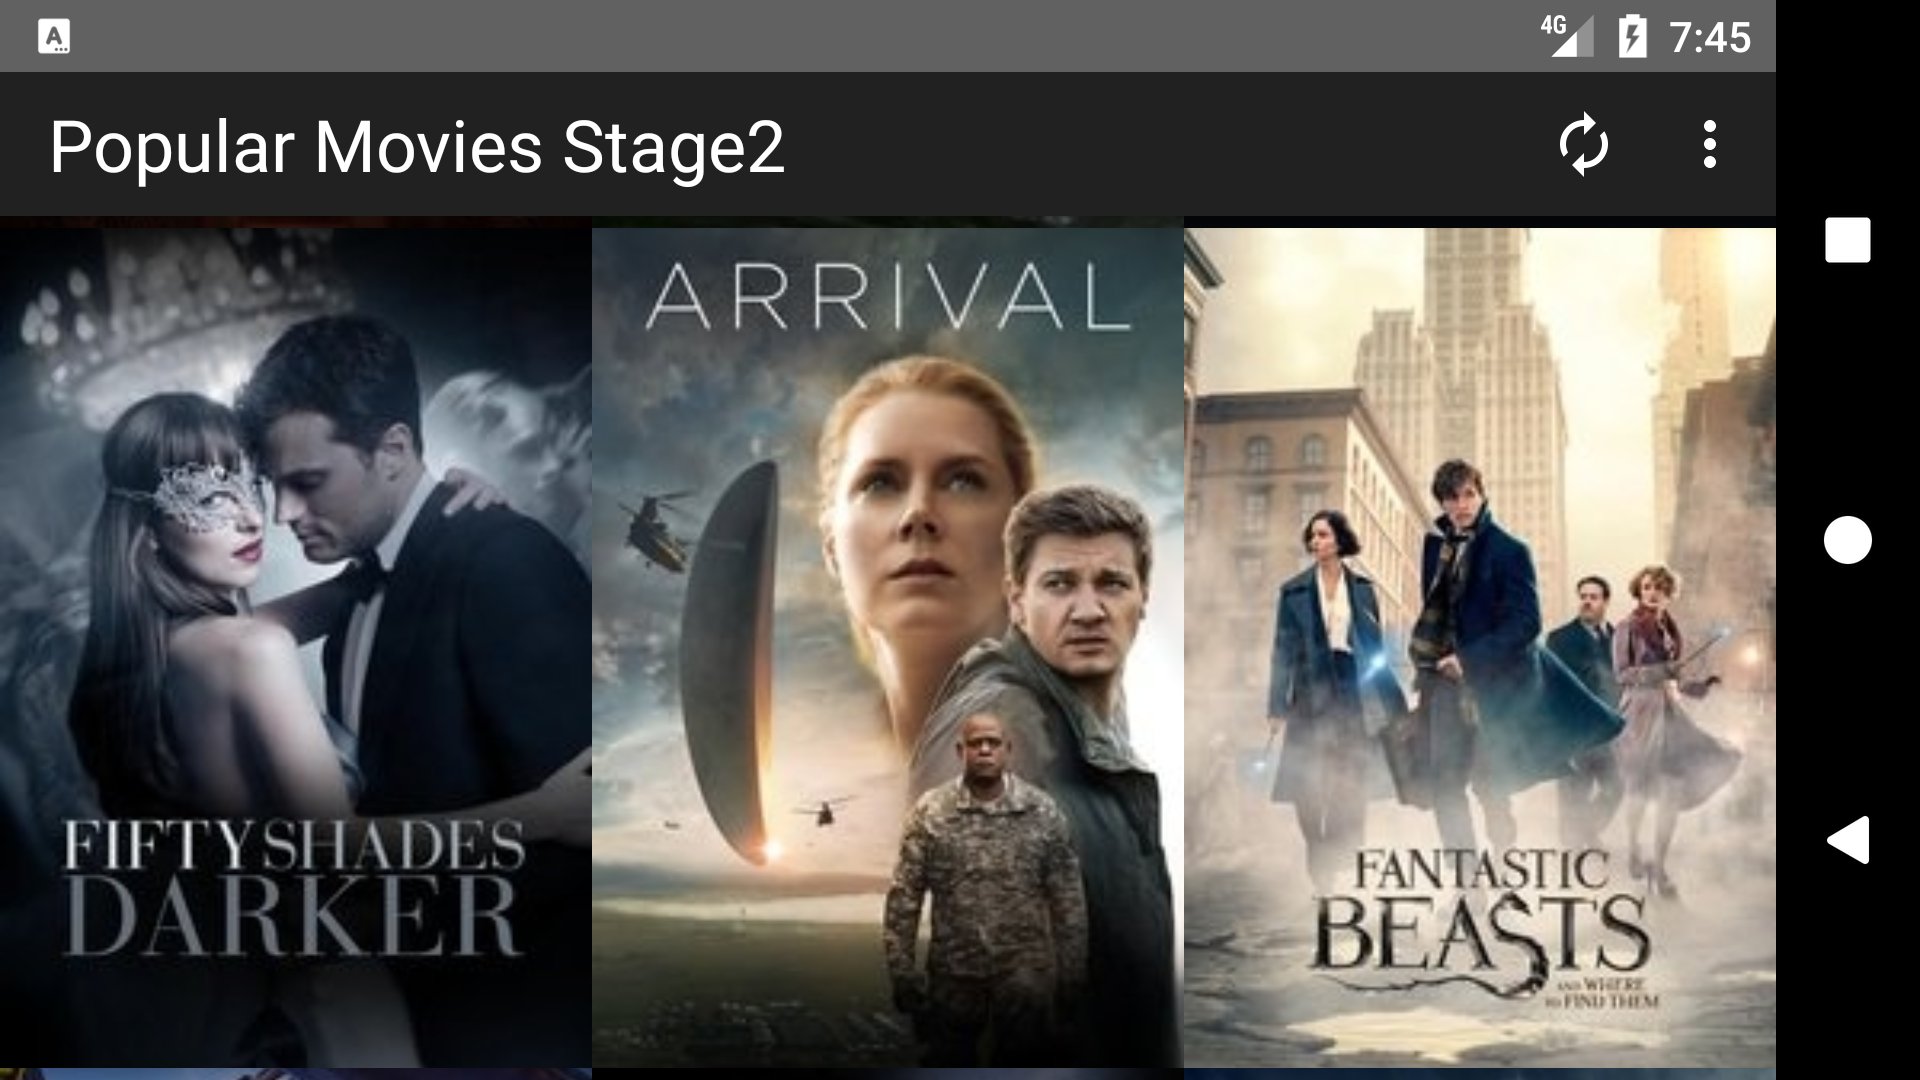 A
4G
7:45
Popular Movies Stage2
FIFTY SHADES
DARKER
ARRIVAL
FANTASTIC
BEASTS
AND WHERE
TO FIND THEM